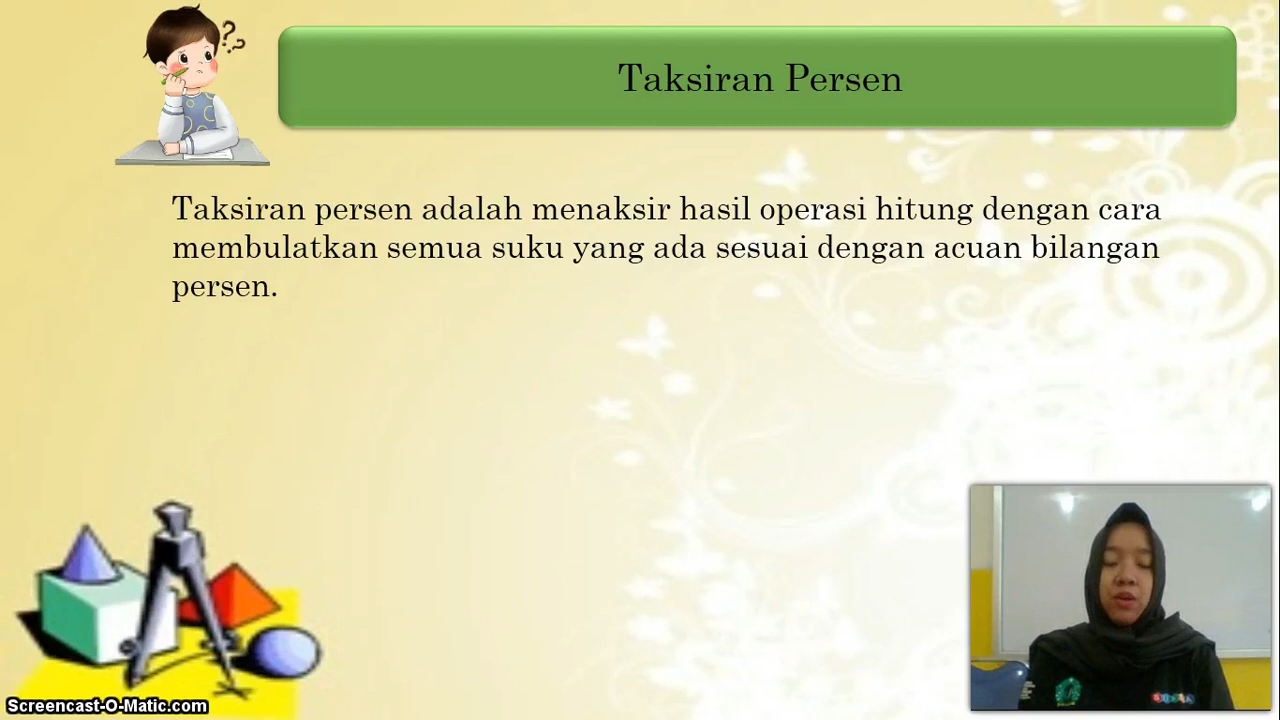 Taksiran Persen
Taksiran persen adalah menaksir hasil operasi hitung dengan cara
membulatkan semua suku yang ada sesuai dengan acuan bilangan
persen.
Screencast-O-Matic.com